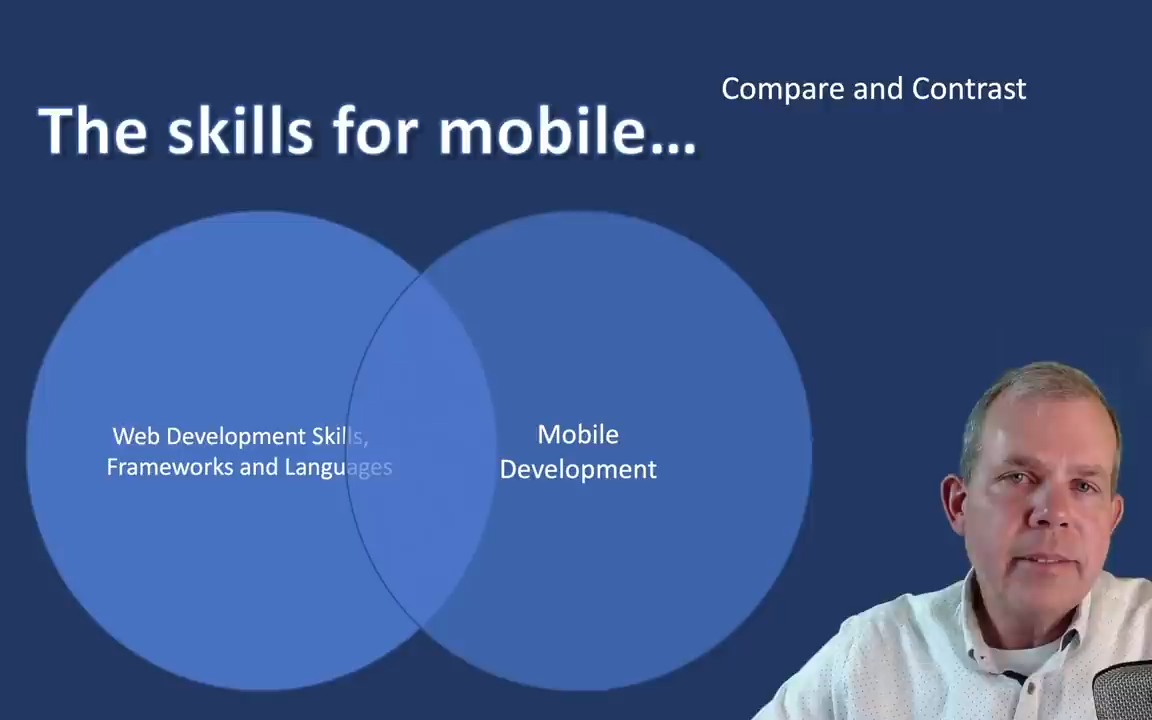 Compare and Contrast
The skills for mobile...
Web Development Skills,
Frameworks and Languages
Mobile
Development